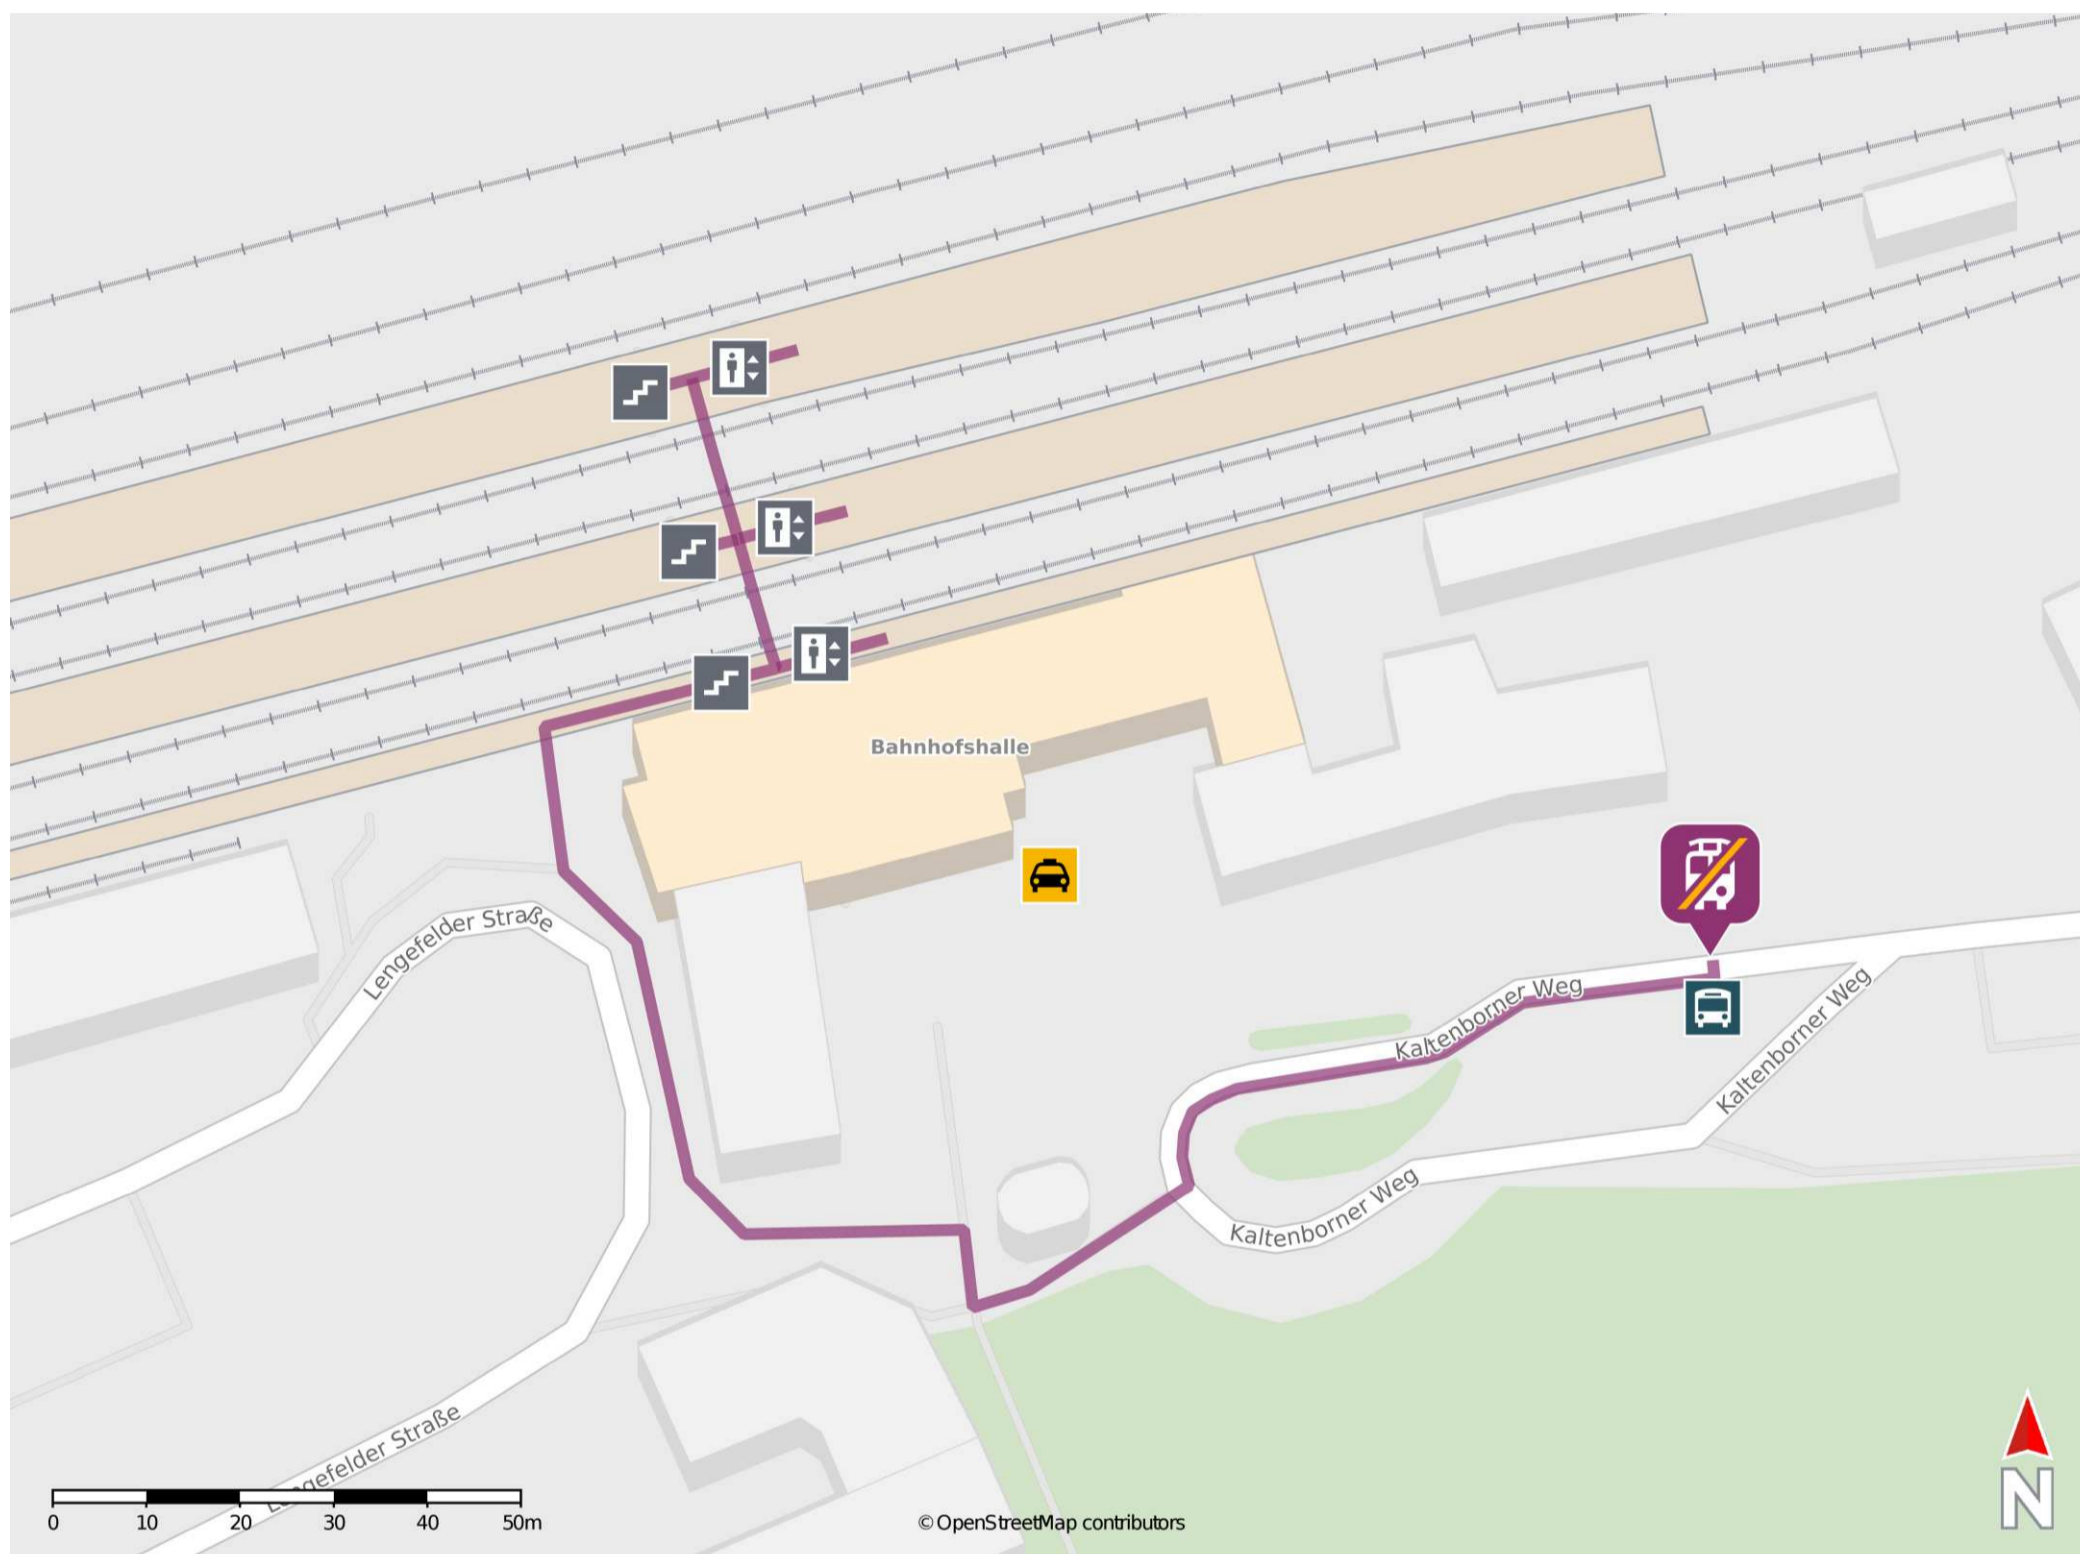 Bahnhofshalle
Lengefelder Straße
Kaltenborner Weg
Kaltenborner Weg
Kaltenborner Weg
Lengefelder Straße
0 10 20 30 40 50m
© OpenStreetMap contributors
N